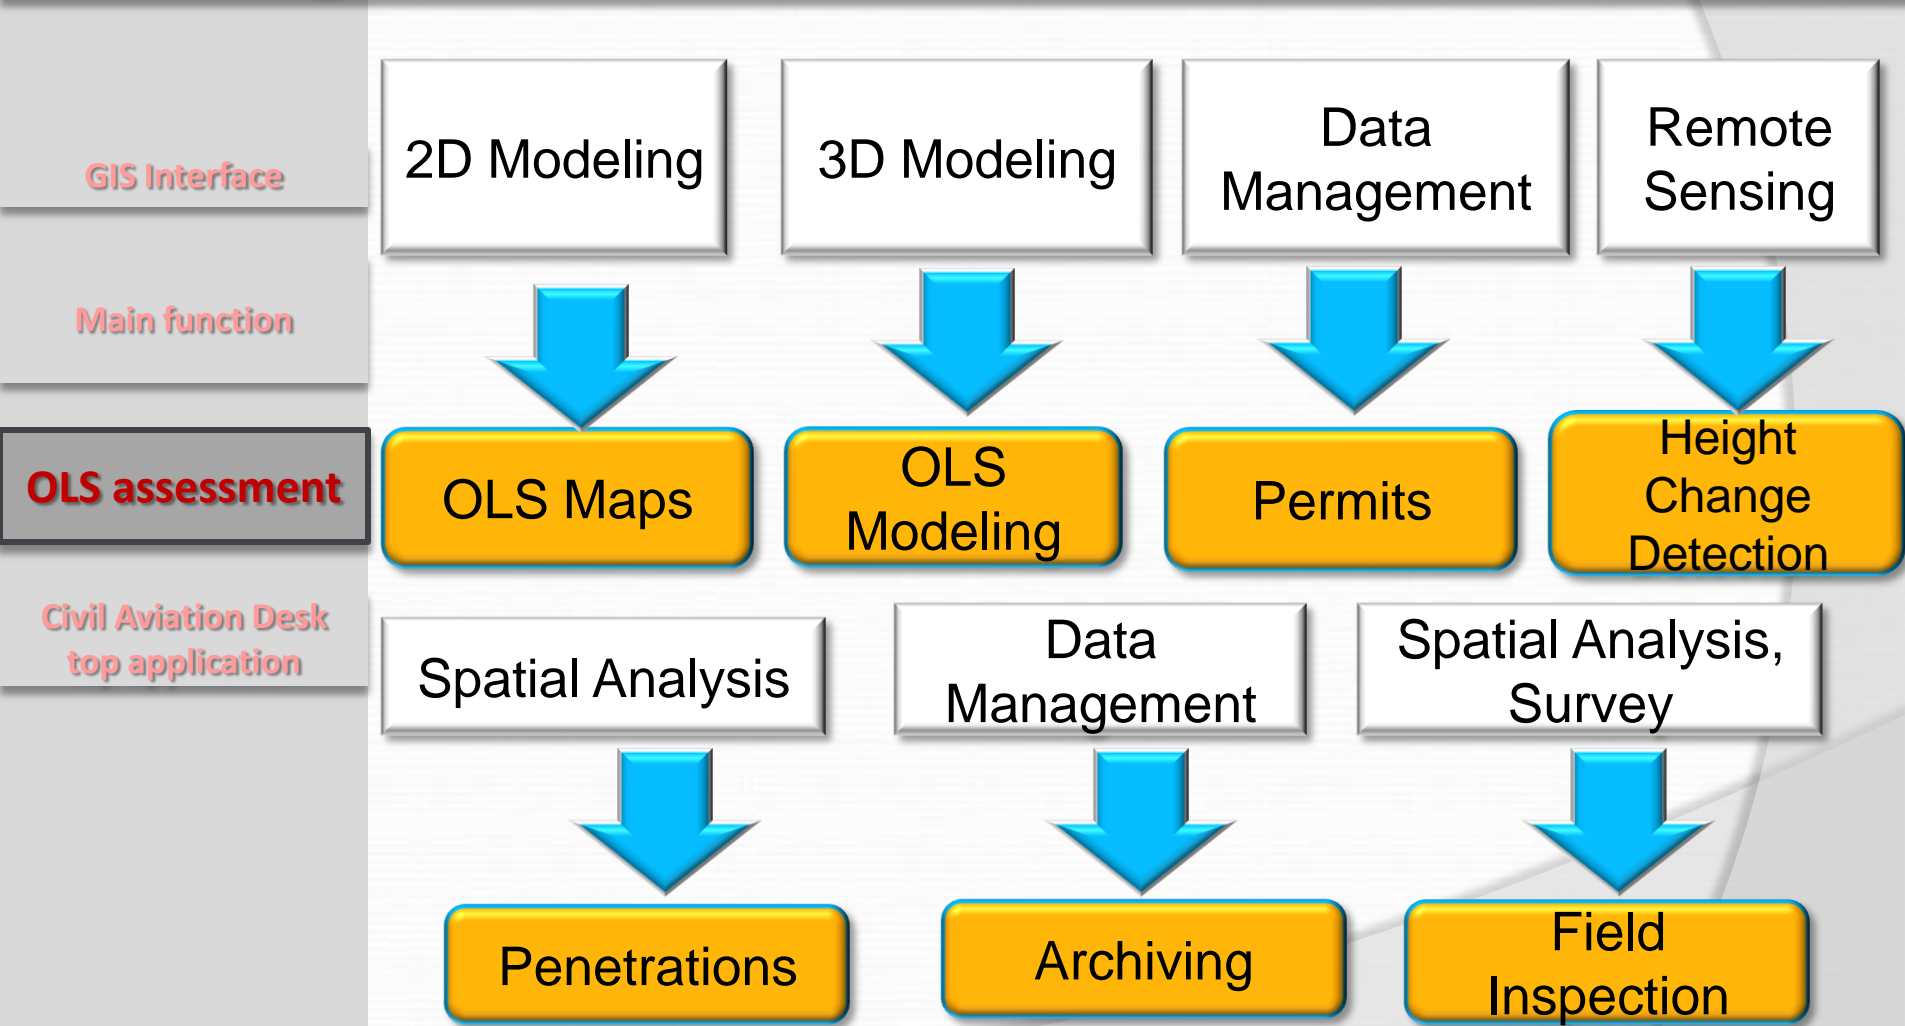 GIS Interface
Main function
OLS assessment
Civil Aviation Desk
top application
2D Modeling
3D Modeling
Data
Management
Remote
Sensing
OLS Maps
OLS
Modeling
Permits
Height
Change
Detection
Spatial Analysis
Data
Management
Spatial Analysis,
Survey
Penetrations
Archiving
Field
Inspection